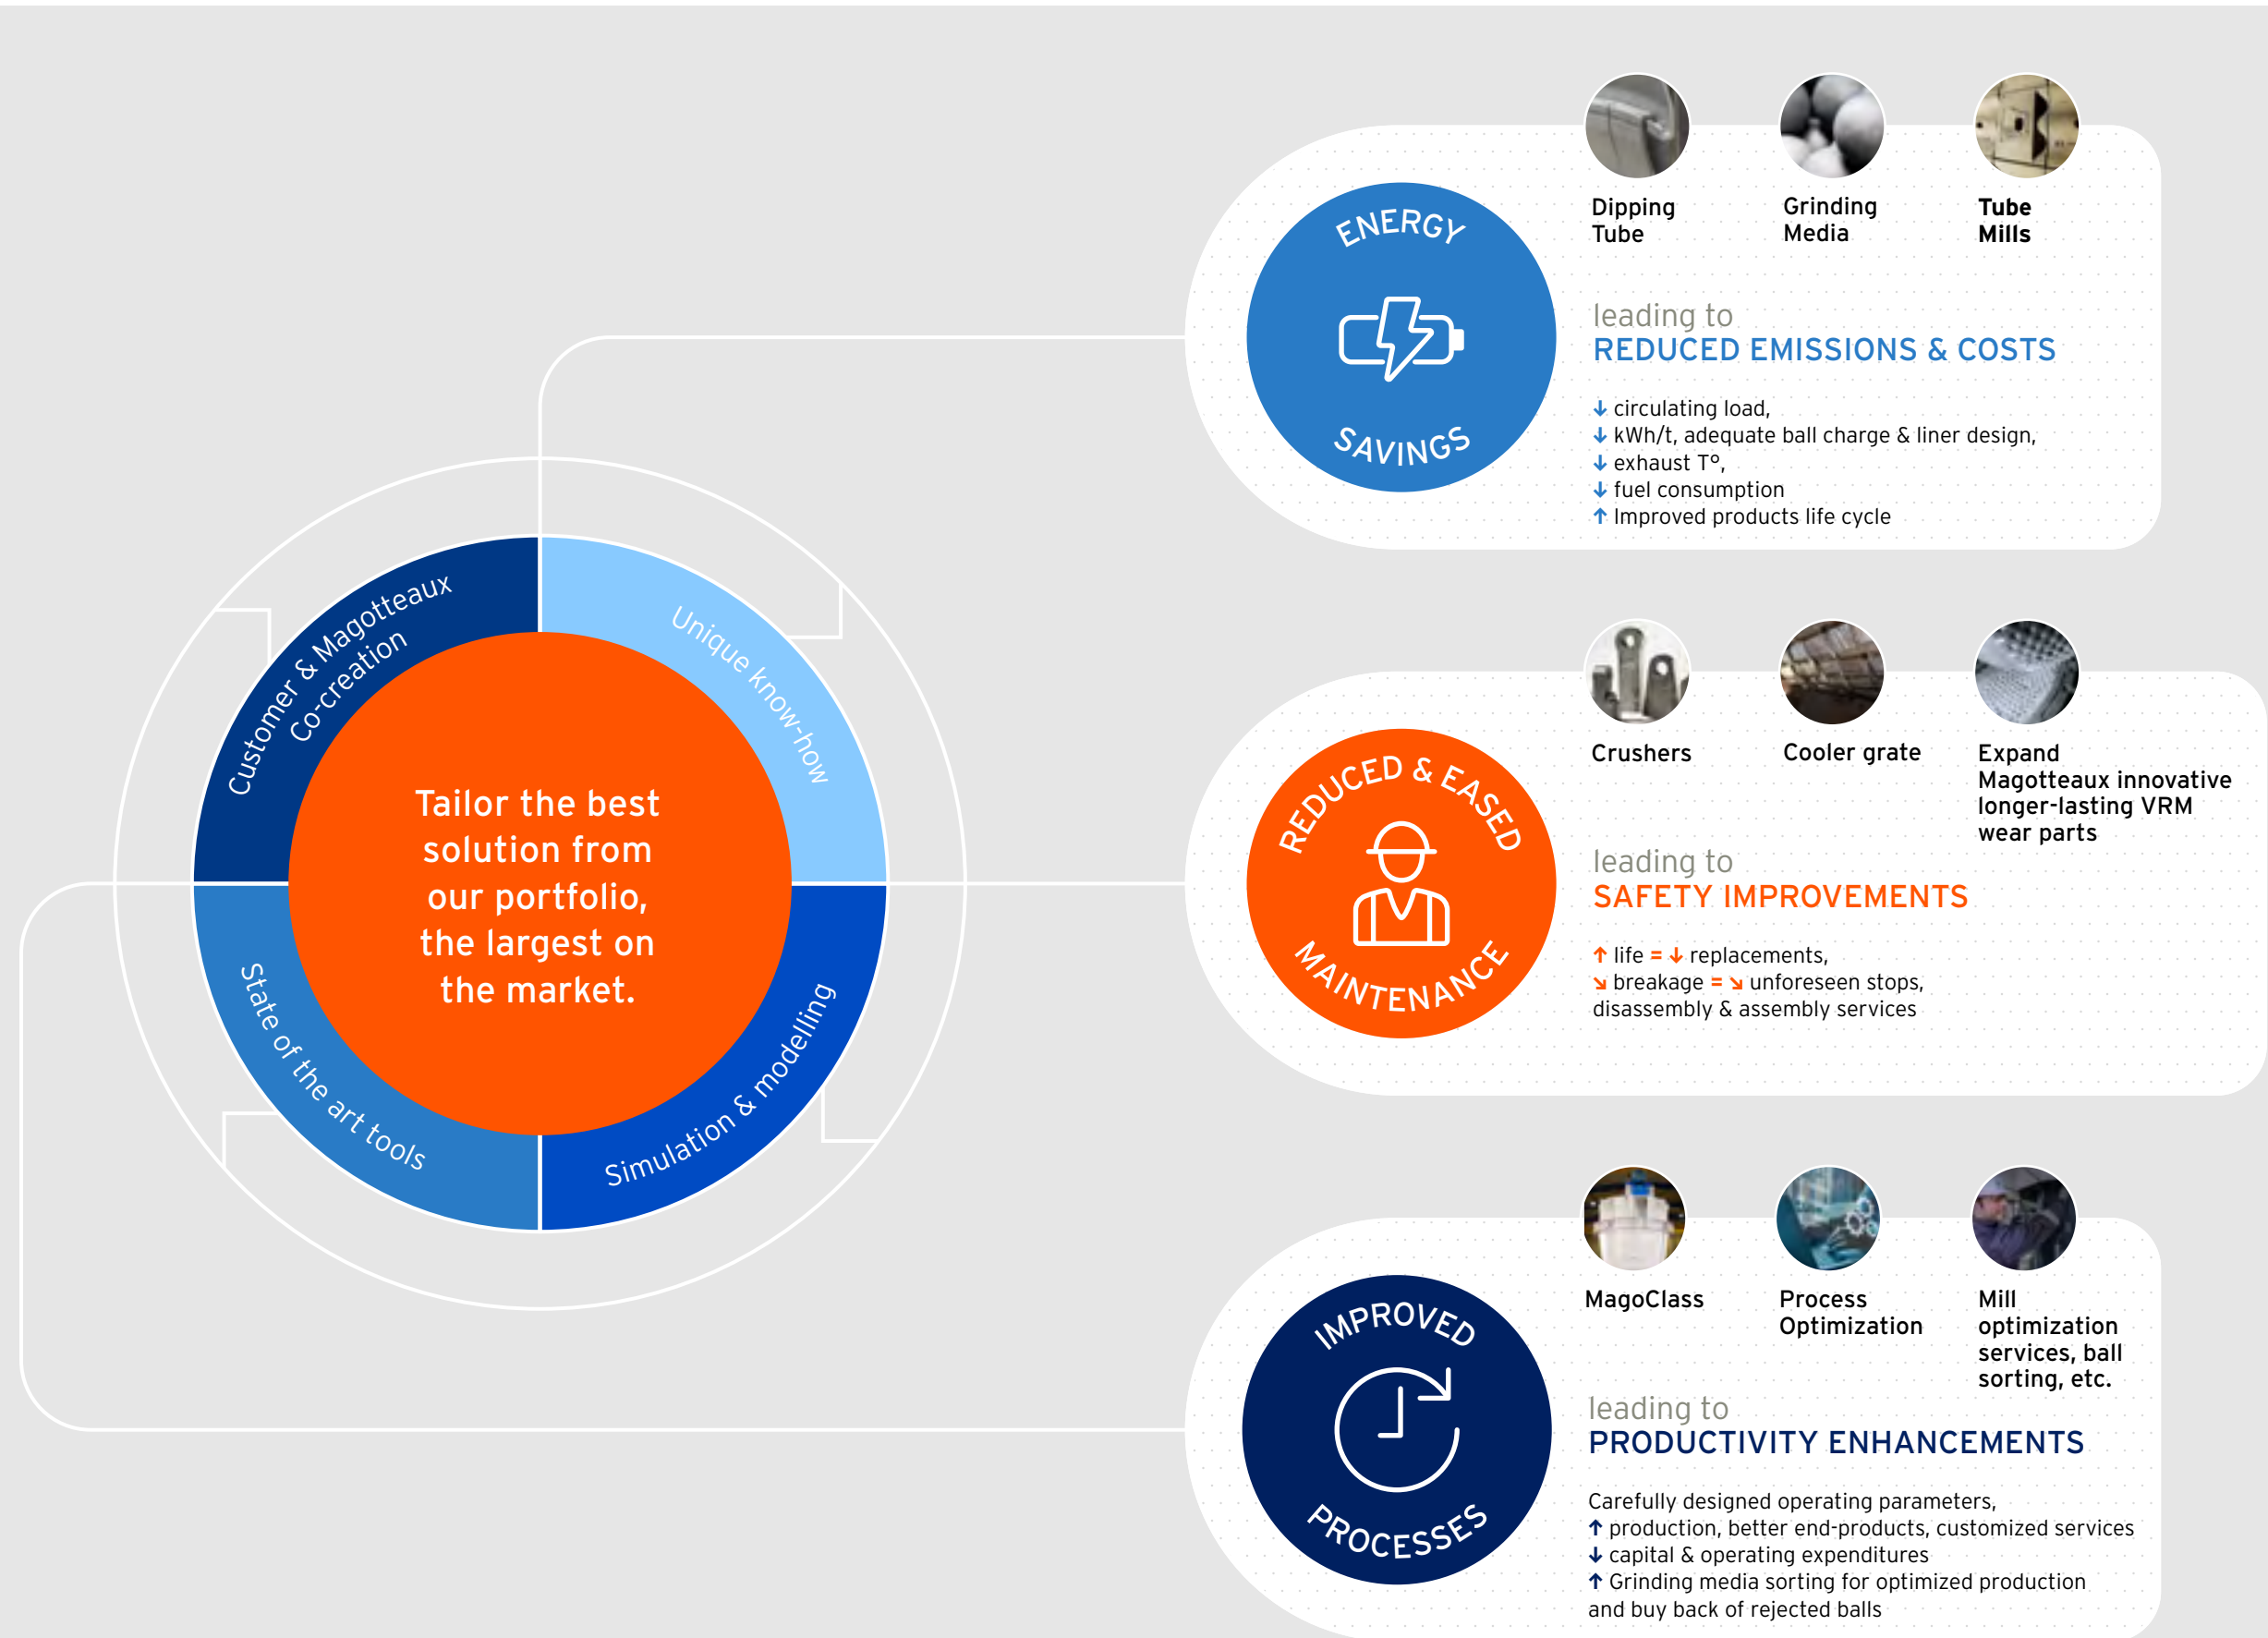 Customer & Magotteaux
Co-creation
Unique know-how
State of the art tools
Simulation & modelling
Tailor the best
solution from
our portfolio,
the largest on
the market.
ENERGY
SAVINGS
Dipping
Tube
Grinding
Media
Tube
Mills
leading to
REDUCED EMISSIONS & COSTS
↓ circulating load,
↓ kWh/t, adequate ball charge & liner design,
↓ exhaust T°,
↓ fuel consumption
↑ Improved products life cycle
REDUCED & EASED
MAINTENANCE
Crushers
Cooler grate
Expand
Magotteaux innovative
longer-lasting VRM
wear parts
leading to
SAFETY IMPROVEMENTS
↑ life = ↓ replacements,
↘ breakage = ↘ unforeseen stops,
disassembly & assembly services
IMPROVED
PROCESSES
MagoClass
Process
Optimization
Mill
optimization
services, ball
sorting, etc.
leading to
PRODUCTIVITY ENHANCEMENTS
Carefully designed operating parameters,
↑ production, better end-products, customized services
↓ capital & operating expenditures
↑ Grinding media sorting for optimized production
and buy back of rejected balls